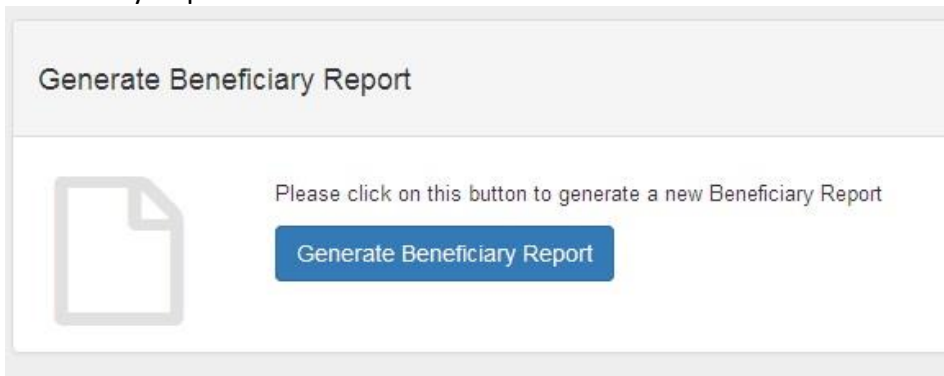 Generate Beneficiary Report
Please click on this button to generate a new Beneficiary Report
Generate Beneficiary Report